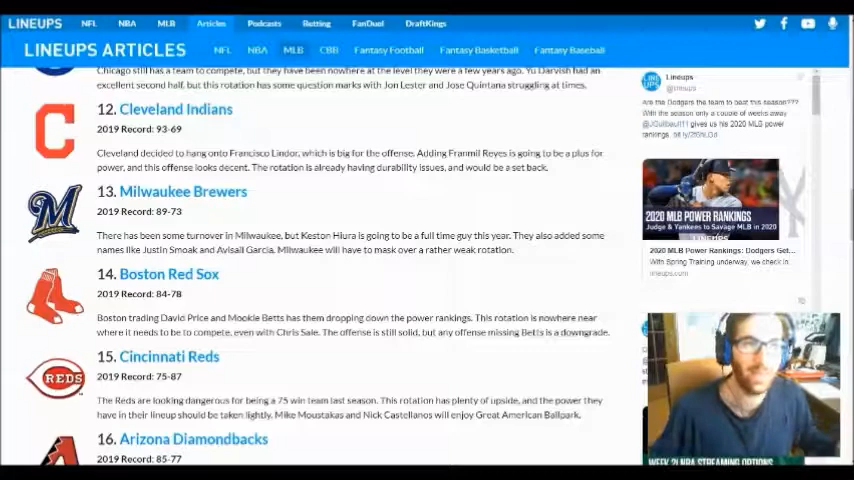 LINEUPS NFL NBA MLB Articles Podcasts Betting FanDuel DraftKings
LINEUPS ARTICLES NFL NBA MLB CBB Fantasy Football Fantasy Basketball Fantasy Baseball
Chicago still has a team to compete, but they have been nowhere at the level they were a few years ago. Yu Darvish had an
excellent second half, but this rotation has some question marks with Jon Lester and Jose Quintana struggling at times.
12. Cleveland Indians
2019 Record: 93-69
Cleveland decided to hang onto Francisco Lindor, which is big for the offense. Adding Franmil Reyes is going to be a plus for
power, and this offense looks decent. The rotation is already having durability issues, and would be a set back.
13. Milwaukee Brewers
2019 Record: 89-73
There has been some turnover in Milwaukee, but Keston Hiura is going to be a full time guy this year. They also added some
names like Justin Smoak and Avisail Garcia. Milwaukee will have to mask over a rather weak rotation.
14. Boston Red Sox
2019 Record: 84-78
Boston trading David Price and Mookie Betts has them dropping down the power rankings. This rotation is nowhere near
where it needs to be to compete, even with Chris Sale. The offense is still solid, but any offense missing Betts is a downgrade.
15. Cincinnati Reds
2019 Record: 75-87
REDS
The Reds are looking dangerous for being a 75 win team last season. This rotation has plenty of upside, and the power they
have in their lineup should be taken lightly. Mike Moustakas and Nick Castellanos will enjoy Great American Ballpark.
16. Arizona Diamondbacks
2019 Record: 85-77
Lineups
@lineups
Are the Dodgers the team to beat this season???
With the season only a couple of weeks away
gives us his 2020 MLB power
rankings.
2020 MLB POWER RANKINGS
Judge & Yankees to Savage MLB in 2020
LINEUPS
2020 MLB Power Rankings: Dodgers Get...
With Spring Training underway, we check in
lineups.com
WEEK 21 NBA STREAMING OPTIONS